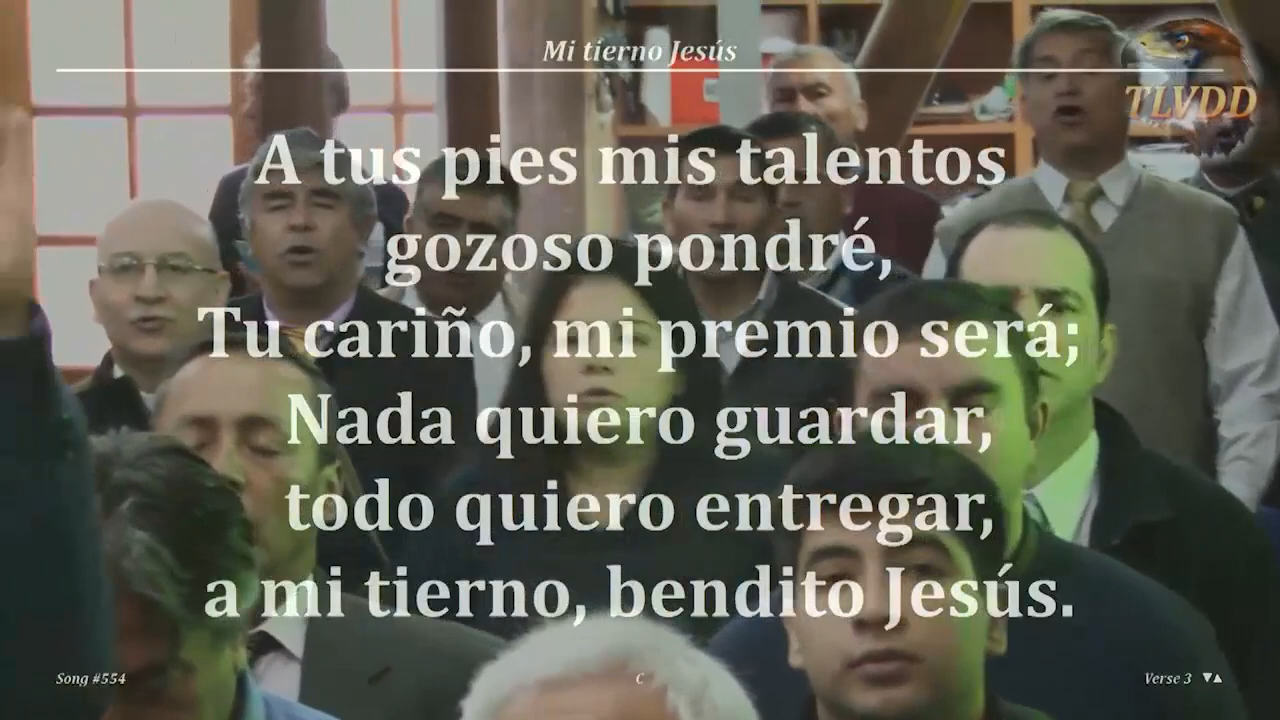 Mi tierno Jesús
TLVDD
A tus pies mis talentos
gozoso pondré,
Tu cariño, mi premio será;
Nada quiero guardar,
todo quiero entregar,
a mi tierno, bendito Jesús.
Song #554
C
Verse 3 ▼▲